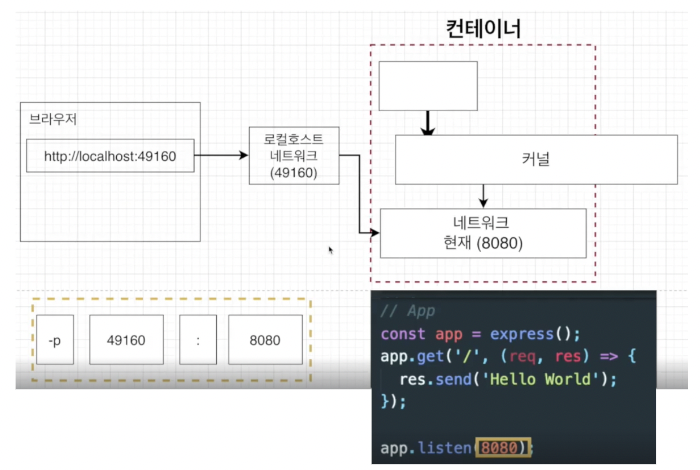 컨테이너
브라우저
http://localhost:49160
로컬호스트
네트워크
(49160)
커널
네트워크
현재 (8080)
-p
49160
:
8080
// App
const app = express();
app.get('/', (req, res) => {
res.send('Hello World');
});
app.listen(8080);